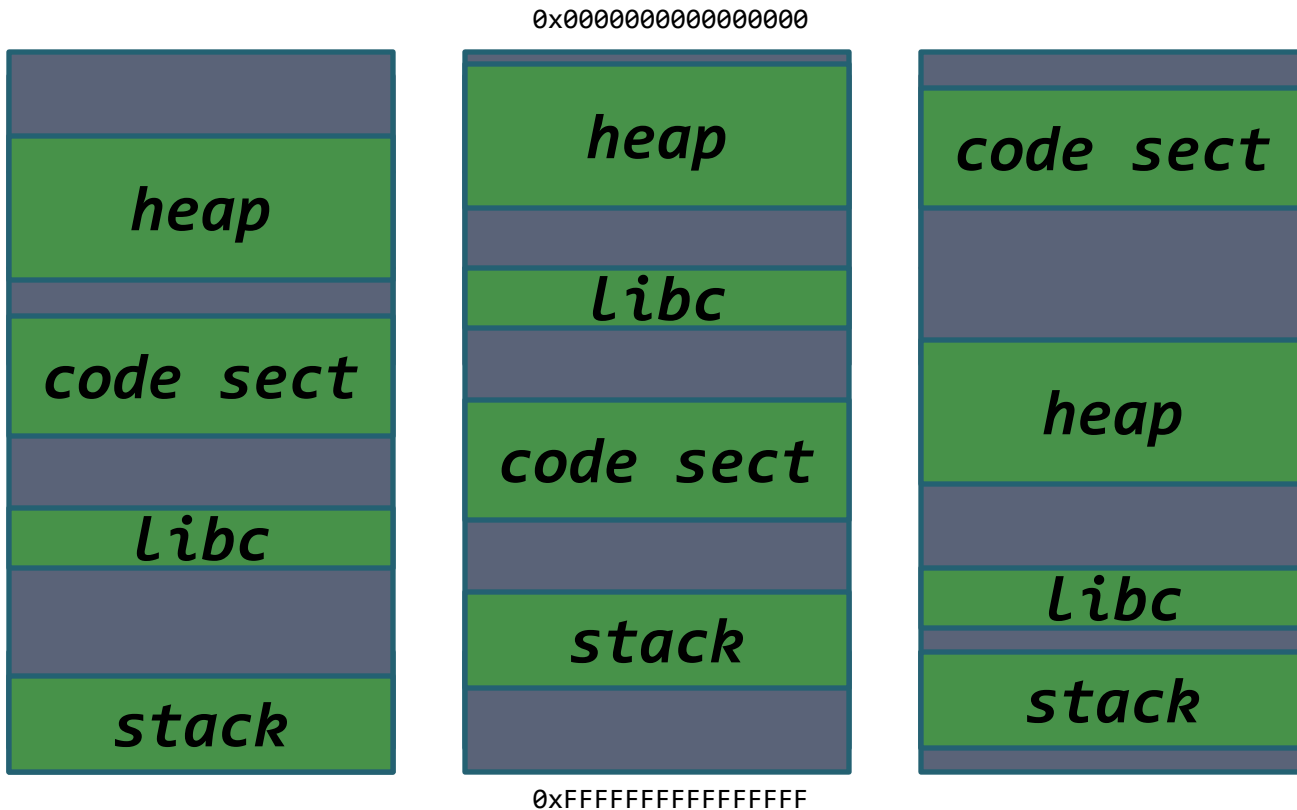 0x0000000000000000
heap
code sect
libc
stack
heap
libc
code sect
stack
code sect
heap
libc
stack
0xFFFFFFFFFFFFFFFF